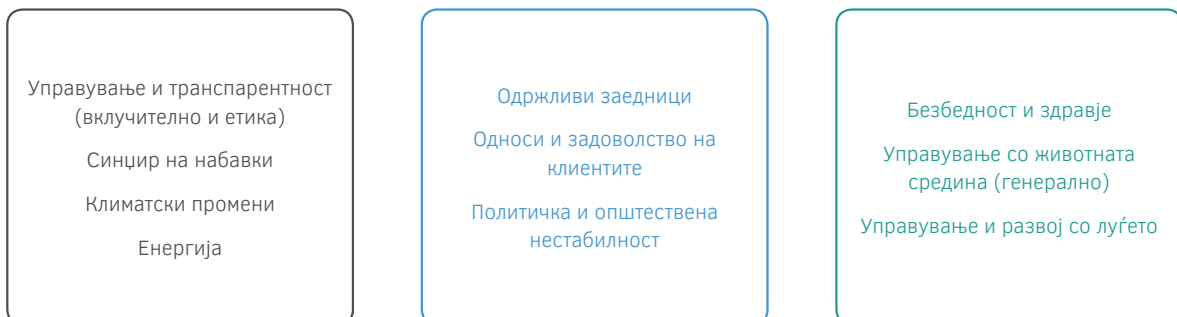 Управување и транспарентност
(вклучително и етика)
Синџир на набавки
Климатски промени
Енергија
Одржливи заедници
Односи и задоволство на
клиентите
Политичка и општествена
нестабилност
Безбедност и здравје
Управување со животната
средина (генерално)
Управување и развој со луѓето